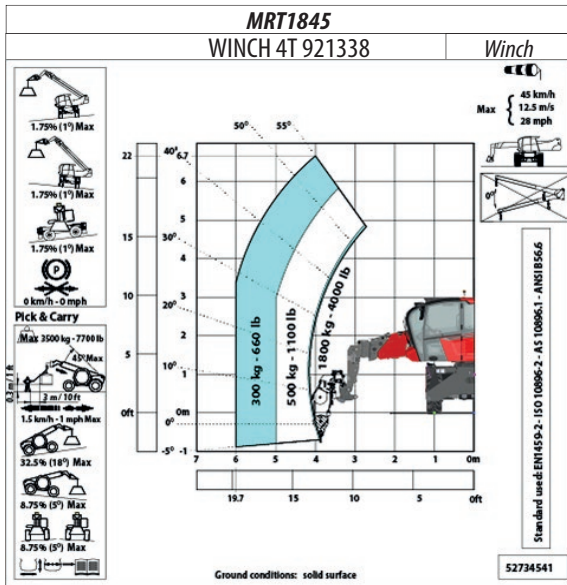 MRT1845
WINCH 4T 921338
Winch
1.75% (1°) Max
1.75% (1°) Max
1.75% (1°) Max
P
0 km/h - 0 mph
Pick & Carry
Max 3500 kg - 7700 lb
45° Max
0.3 m / 1 ft
3 m / 10 ft
1.5 km/h - 1 mph Max
32.5% (18°) Max
8.75% (5°) Max
8.75% (5°) Max
Max
45 km/h
12.5 m/s
28 mph
0°
55°
50°
40°
30°
20°
10°
0°
-5°
22
15
10
5
0ft
6.7
6
5
4
3
2
1
0m
-1
300 kg - 660 lb
500 kg - 1100 lb
1800 kg - 4000 lb
7 6 5 4 3 2 1 0m
19.7 15 10 5 0ft
Standard used: EN1459-2 - ISO 10896-2 - AS 10896.1 - ANSI B56.6
Ground conditions: solid surface
52734541